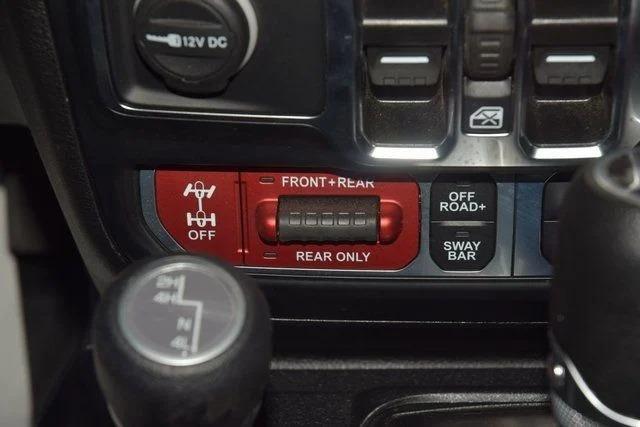 12V DC
FRONT+REAR
OFF
REAR ONLY
OFF
ROAD+
SWAY
BAR
2H
4H
N
4L